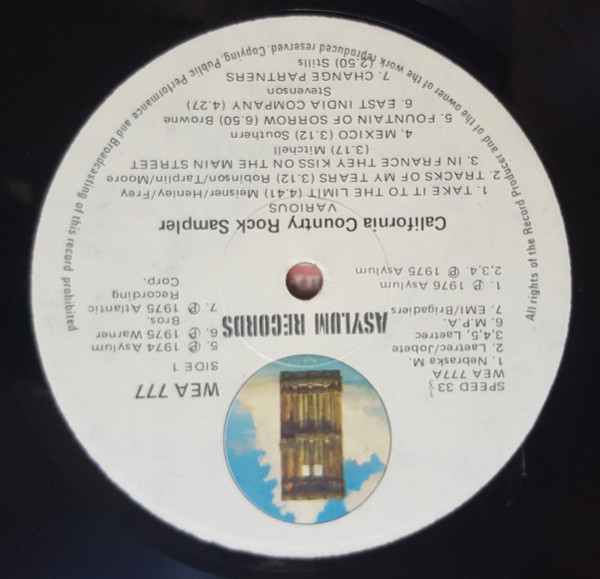 ASYLUM RECORDS
SPEED 33 1/3
WEA 777A
WEA 777
SIDE 1
1. Nebraska M.
2. Laetrec/Jobete
3,4,5, Laetrec
6. M.P.A.
7. EMI/Brigadiers
5. ℗ 1974 Asylum
6. ℗ 1975 Warner
Bros.
7. ℗ 1975 Atlantic
Recording
Corp.
1. ℗ 1976 Asylum
2,3,4. ℗ 1975 Asylum
California Country Rock Sampler
VARIOUS
1. TAKE IT TO THE LIMIT (4.41) Meisner/Henley/Frey
2. TRACKS OF MY TEARS (3.12) Robinson/Tarplin/Moore
3. IN FRANCE THEY KISS ON THE MAIN STREET
(3.17) Mitchell
4. MEXICO (3.12) Southern
5. FOUNTAIN OF SORROW (6.50) Browne
6. EAST INDIA COMPANY (4.27)
Stevenson
7. CHANGE PARTNERS
(2.50) Stills
All rights of the Record Producer and of the owner of the work reproduced reserved. Copying, Public Performance and Broadcasting of this record prohibited